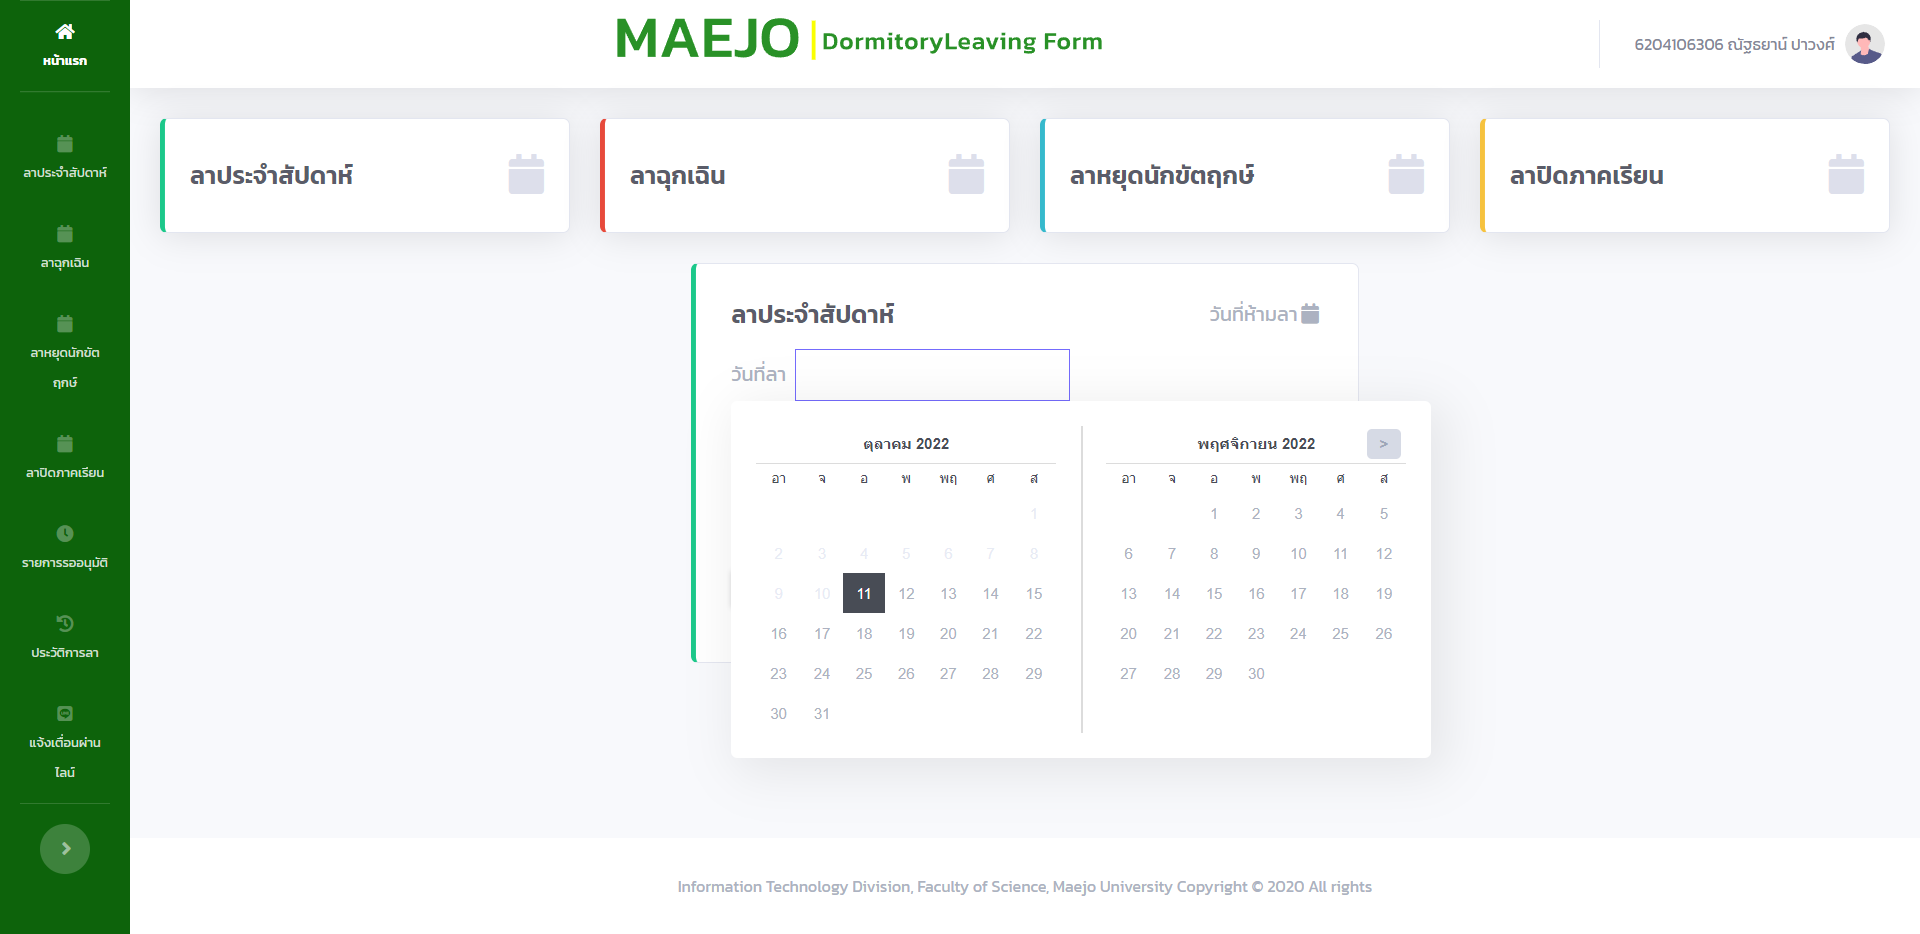 หน้าแรก
ลาประจำสัปดาห์
ลาฉุกเฉิน
ลาหยุดนักขัต
ฤกษ์
ลาปิดภาคเรียน
รายการรออนุมัติ
ประวัติการลา
แจ้งเตือนผ่าน
ไลน์
MAEJO DormitoryLeaving Form
6204106306 ณัฐธยาน์ ปาวงศ์
ลาประจำสัปดาห์
ลาฉุกเฉิน
ลาหยุดนักขัตฤกษ์
ลาปิดภาคเรียน
ลาประจำสัปดาห์
วันที่ห้ามลา
วันที่ลา
ตุลาคม 2022
อา จ อ พ พฤ ศ ส
1
2 3 4 5 6 7 8
9 10 11 12 13 14 15
16 17 18 19 20 21 22
23 24 25 26 27 28 29
30 31
พฤศจิกายน 2022 >
อา จ อ พ พฤ ศ ส
1 2 3 4 5
6 7 8 9 10 11 12
13 14 15 16 17 18 19
20 21 22 23 24 25 26
27 28 29 30
Information Technology Division, Faculty of Science, Maejo University Copyright © 2020 All rights